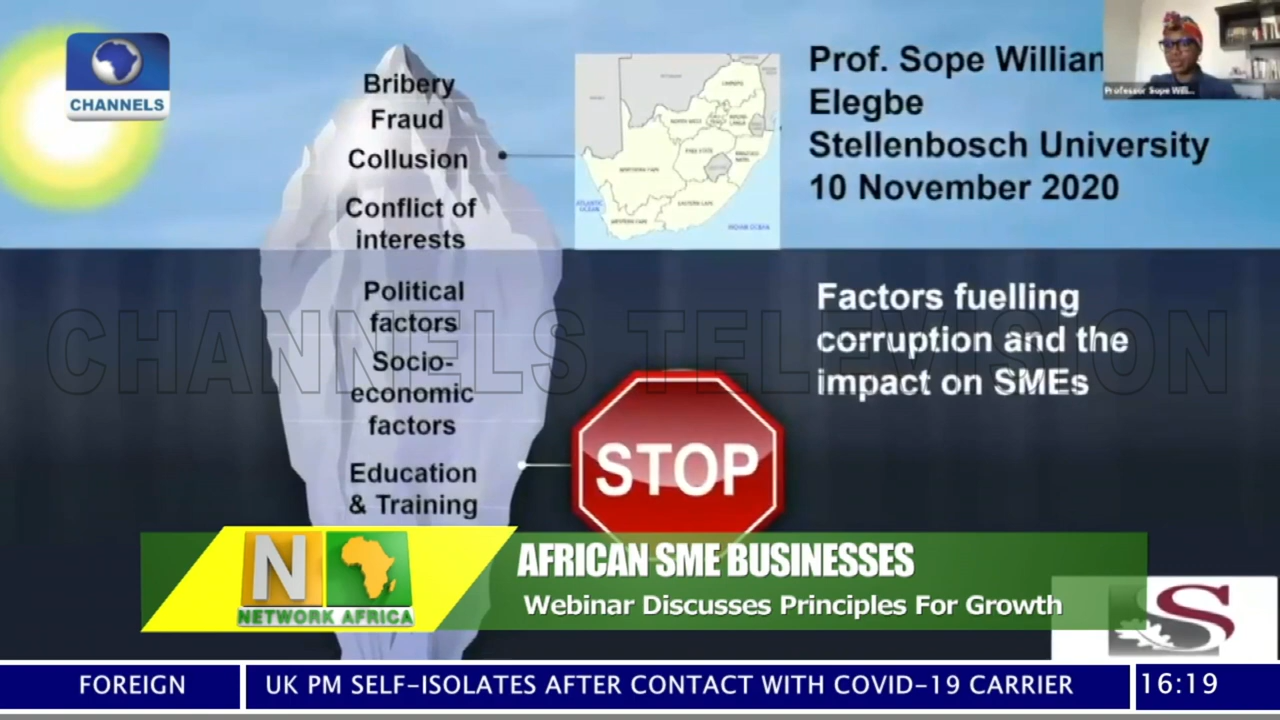 CHANNELS
Bribery
Fraud
Collusion
Conflict of
interests
Political
factors
Socio-
economic
factors
Education
& Training
Prof. Sope Willian
Elegbe
Stellenbosch University
10 November 2020
Professor Sope Will...
Factors fuelling
corruption and the
impact on SMEs
CHANNELS TELEVISION
STOP
N
NETWORK AFRICA
AFRICAN SME BUSINESSES
Webinar Discusses Principles For Growth
S
FOREIGN
UK PM SELF-ISOLATES AFTER CONTACT WITH COVID-19 CARRIER
16:19